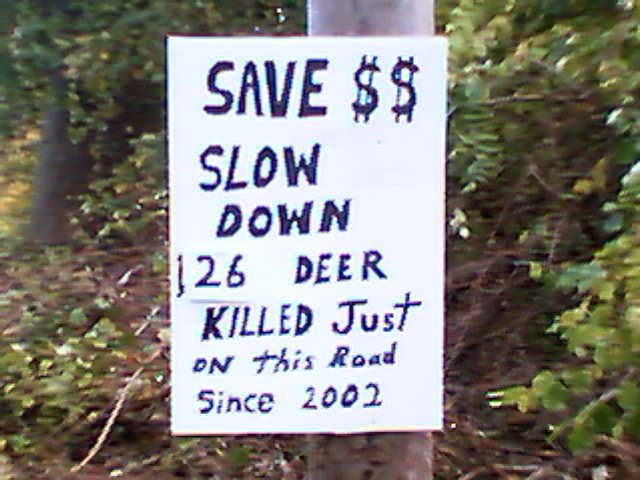 SAVE $$
SLOW
DOWN
126 DEER
KILLED Just
ON this Road
Since 2002